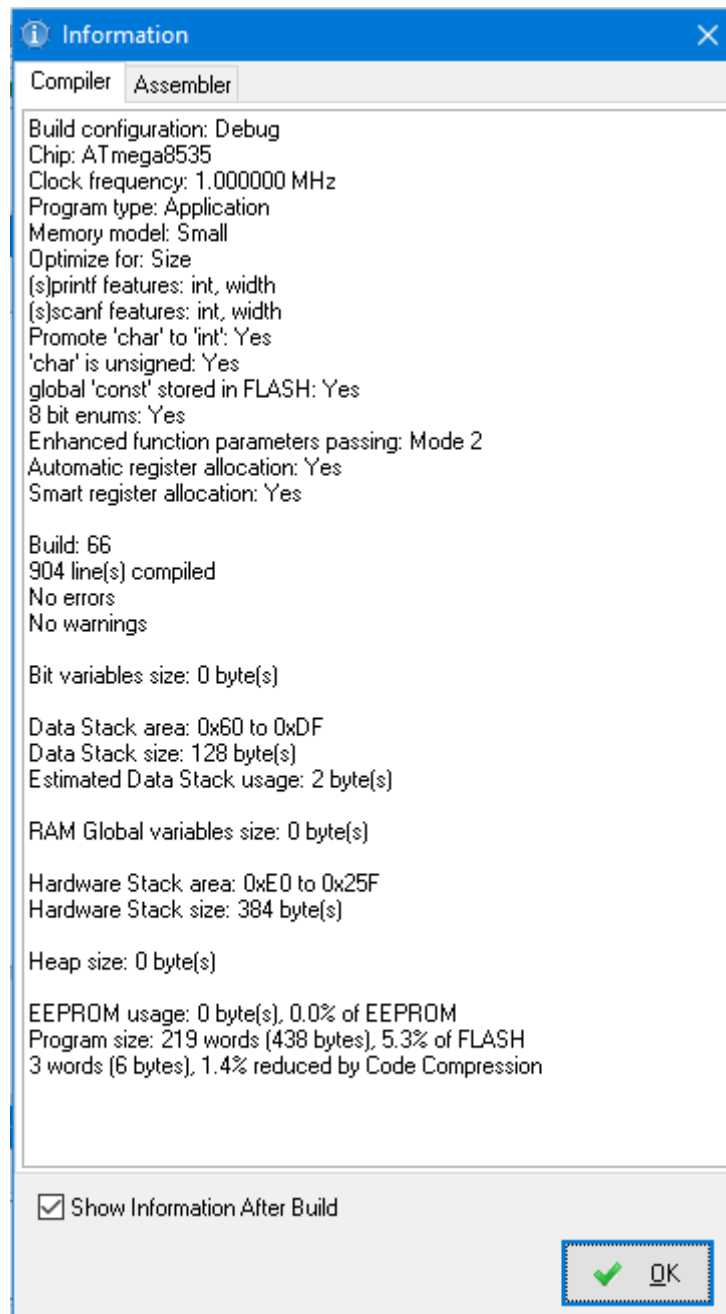 Information
Compiler
Assembler
Build configuration: Debug
Chip: ATmega8535
Clock frequency: 1.000000 MHz
Program type: Application
Memory model: Small
Optimize for: Size
(s)printf features: int, width
(s)scanf features: int, width
Promote 'char' to 'int': Yes
'char' is unsigned: Yes
global 'const' stored in FLASH: Yes
8 bit enums: Yes
Enhanced function parameters passing: Mode 2
Automatic register allocation: Yes
Smart register allocation: Yes
Build: 66
904 line(s) compiled
No errors
No warnings
Bit variables size: 0 byte(s)
Data Stack area: 0x60 to 0xDF
Data Stack size: 128 byte(s)
Estimated Data Stack usage: 2 byte(s)
RAM Global variables size: 0 byte(s)
Hardware Stack area: 0xE0 to 0x25F
Hardware Stack size: 384 byte(s)
Heap size: 0 byte(s)
EEPROM usage: 0 byte(s), 0.0% of EEPROM
Program size: 219 words (438 bytes), 5.3% of FLASH
3 words (6 bytes), 1.4% reduced by Code Compression
Show Information After Build
OK